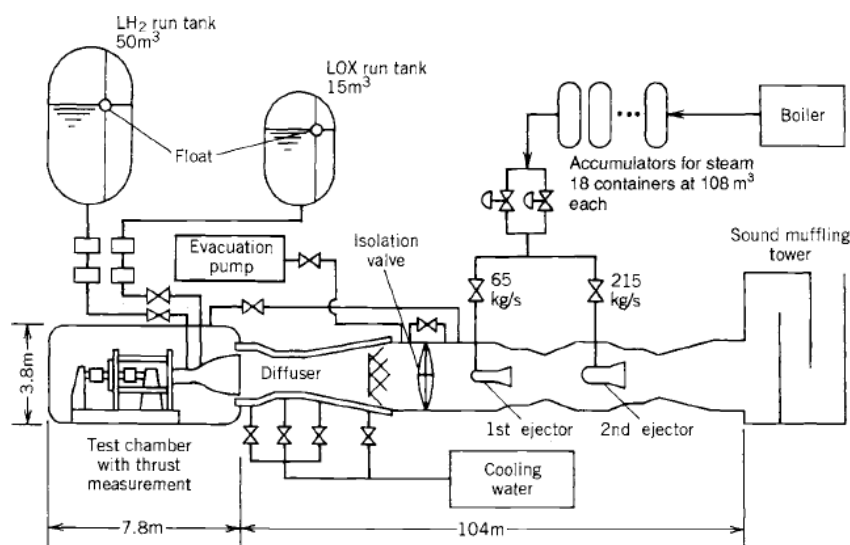 LH2 run tank
50m3
LOX run tank
15m3
Float
Boiler
Accumulators for steam
18 containers at 108 m3
each
Evacuation
pump
Isolation
valve
65
kg/s
215
kg/s
Sound muffling
tower
3.8m
Diffuser
1st ejector
2nd ejector
Test chamber
with thrust
measurement
Cooling
water
7.8m
104m